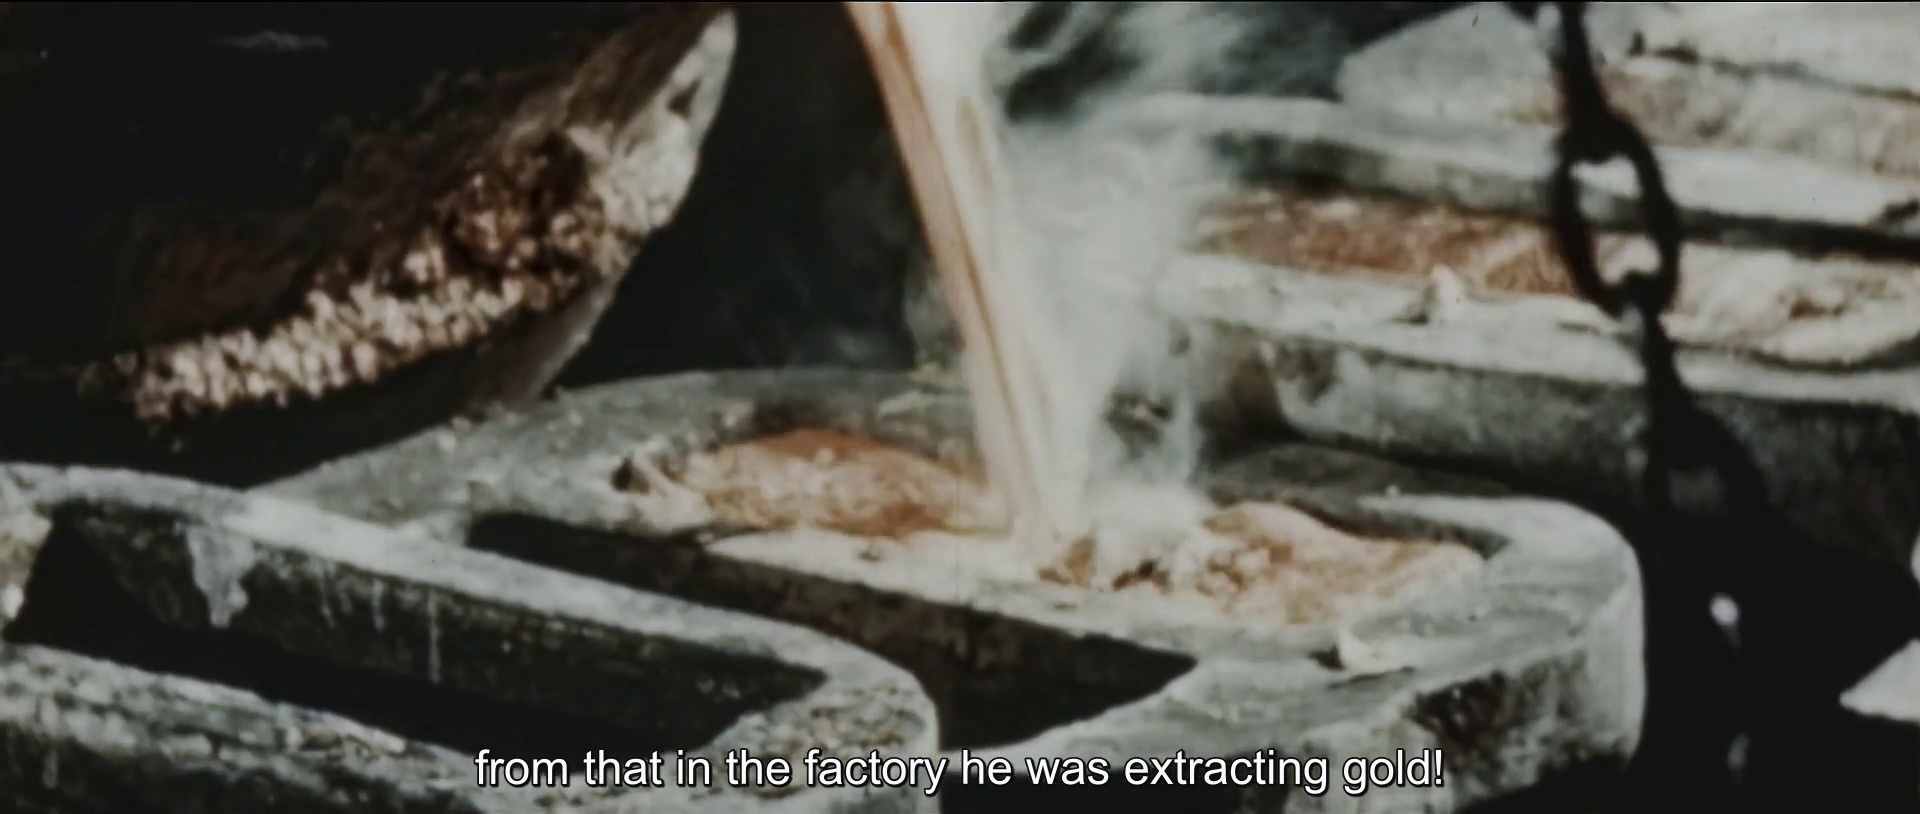 from that in the factory he was extracting gold!